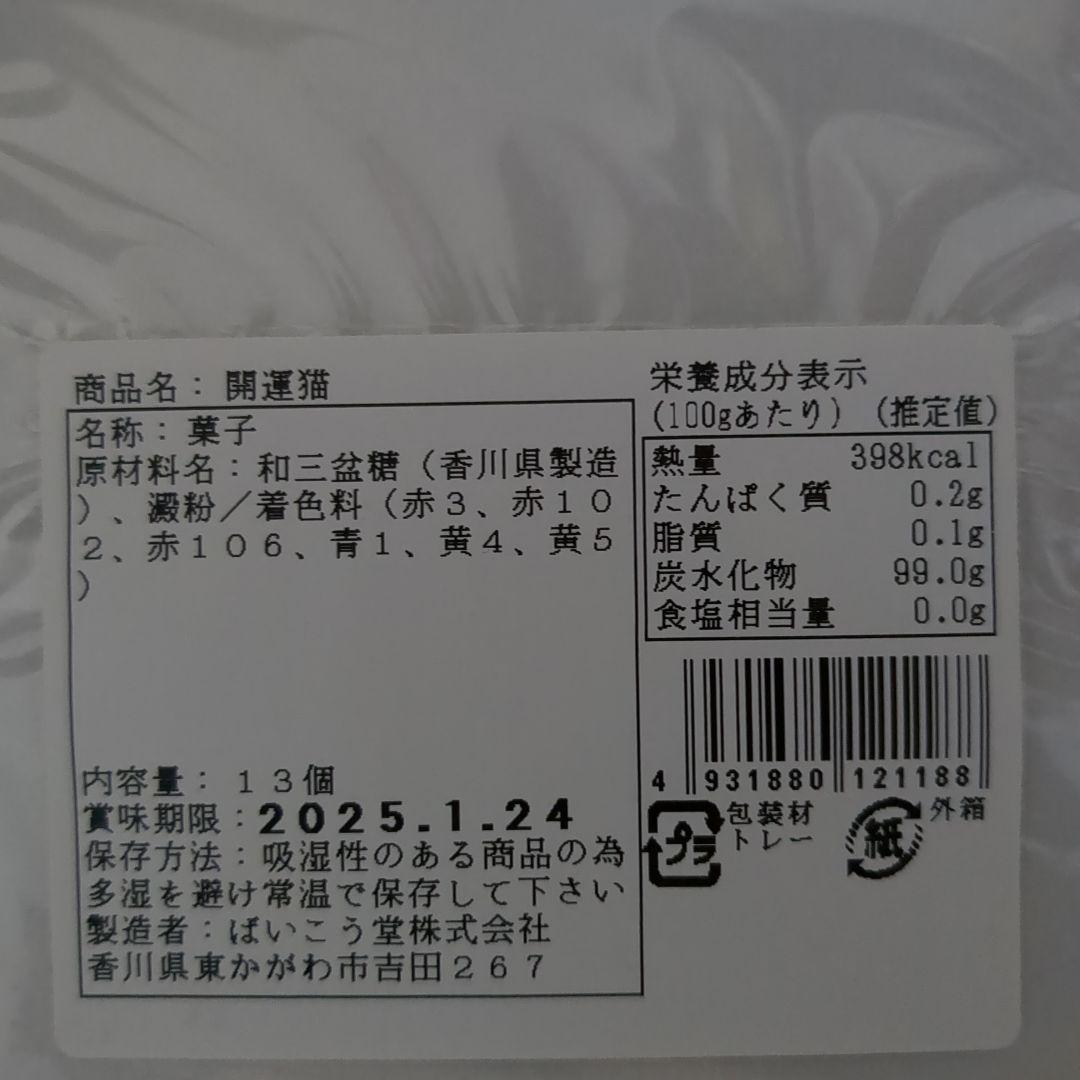 商品名：開運猫
名称：菓子
原材料名：和三盆糖（香川県製造
）、澱粉／着色料（赤３、赤１０
２、赤１０６、青１、黄４、黄５
）
内容量：１３個
賞味期限：2025.1.24
保存方法：吸湿性のある商品の為
多湿を避け常温で保存して下さい
製造者：ばいこう堂株式会社
香川県東かがわ市吉田２６７
栄養成分表示
(100gあたり) (推定値)
熱量 398kcal
たんぱく質 0.2g
脂質 0.1g
炭水化物 99.0g
食塩相当量 0.0g
4 931880 121188
プラ 包装材
トレー
紙 外箱